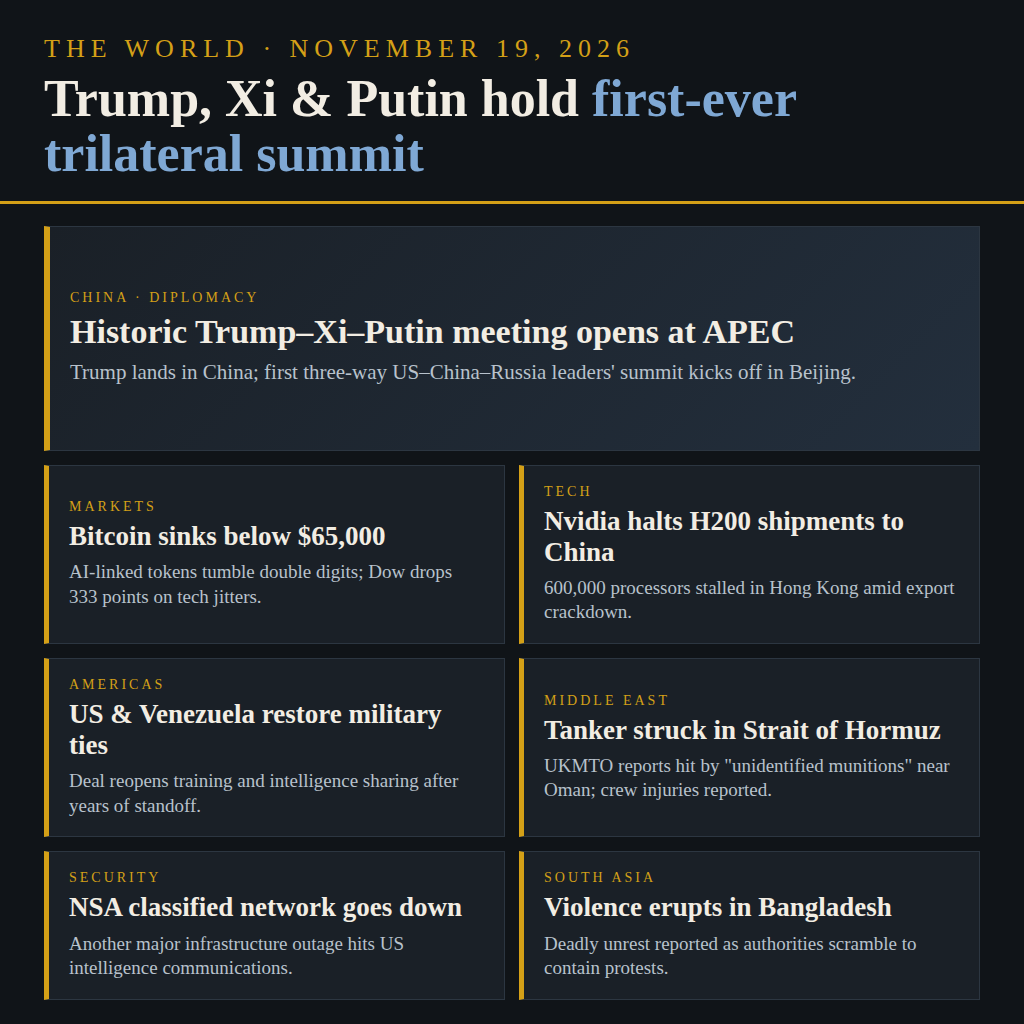 THE WORLD · NOVEMBER 19, 2026
Trump, Xi & Putin hold first-ever
trilateral summit
CHINA · DIPLOMACY
Historic Trump–Xi–Putin meeting opens at APEC
Trump lands in China; first three-way US–China–Russia leaders' summit kicks off in Beijing.
MARKETS
Bitcoin sinks below $65,000
AI-linked tokens tumble double digits; Dow drops
333 points on tech jitters.
TECH
Nvidia halts H200 shipments to
China
600,000 processors stalled in Hong Kong amid export
crackdown.
AMERICAS
US & Venezuela restore military
ties
Deal reopens training and intelligence sharing after
years of standoff.
MIDDLE EAST
Tanker struck in Strait of Hormuz
UKMTO reports hit by "unidentified munitions" near
Oman; crew injuries reported.
SECURITY
NSA classified network goes down
Another major infrastructure outage hits US
intelligence communications.
SOUTH ASIA
Violence erupts in Bangladesh
Deadly unrest reported as authorities scramble to
contain protests.